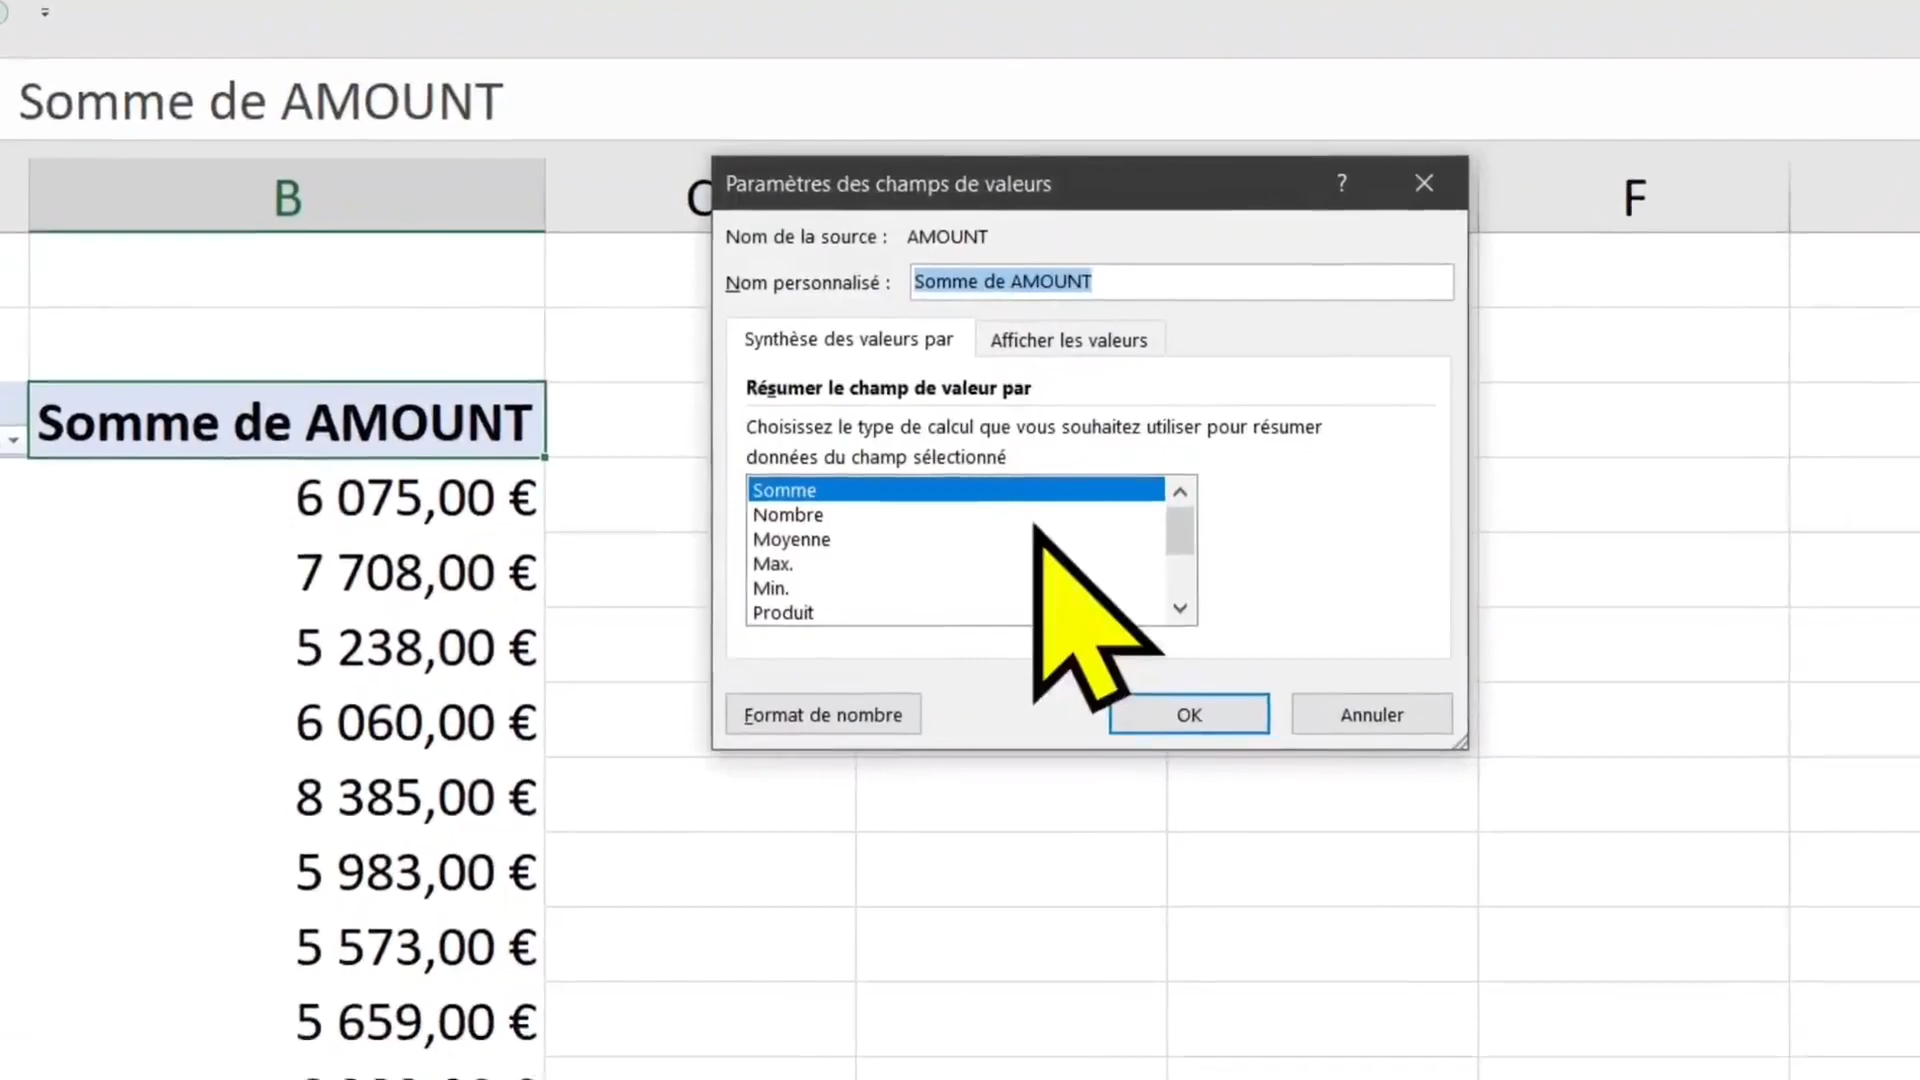 Somme de AMOUNT
B
F
Somme de AMOUNT
6 075,00 €
7 708,00 €
5 238,00 €
6 060,00 €
8 385,00 €
5 983,00 €
5 573,00 €
5 659,00 €
Paramètres des champs de valeurs
Nom de la source : AMOUNT
Nom personnalisé : Somme de AMOUNT
Synthèse des valeurs par
Afficher les valeurs
Résumer le champ de valeur par
Choisissez le type de calcul que vous souhaitez utiliser pour résumer
données du champ sélectionné
Somme
Nombre
Moyenne
Max.
Min.
Produit
Format de nombre
OK
Annuler